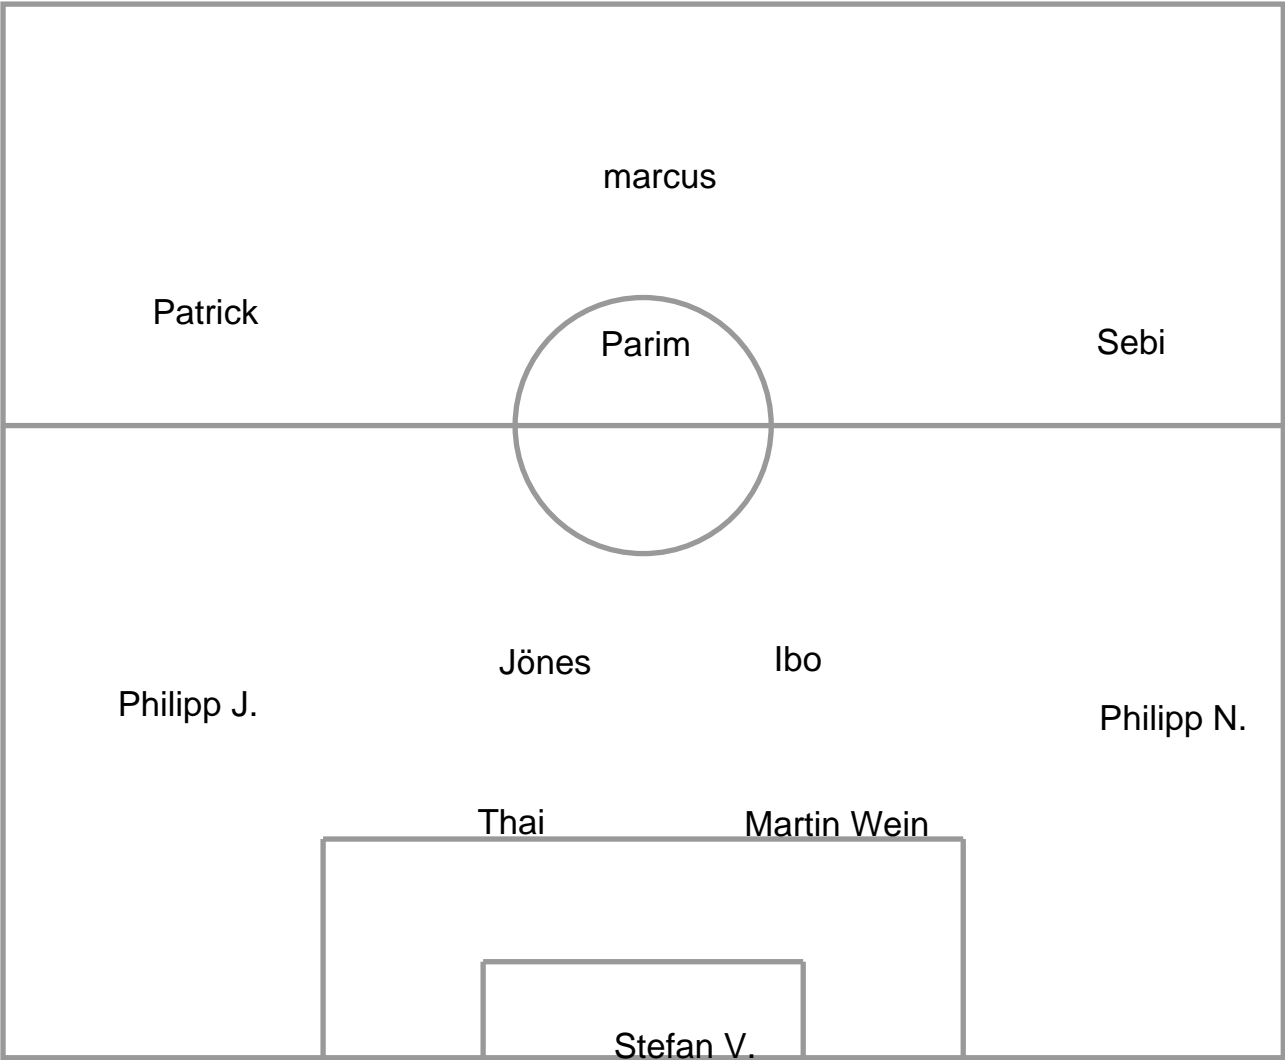 marcus
Patrick
Parim
Sebi
Jönes
Ibo
Philipp J.
Philipp N.
Thai
Martin Wein
Stefan V.